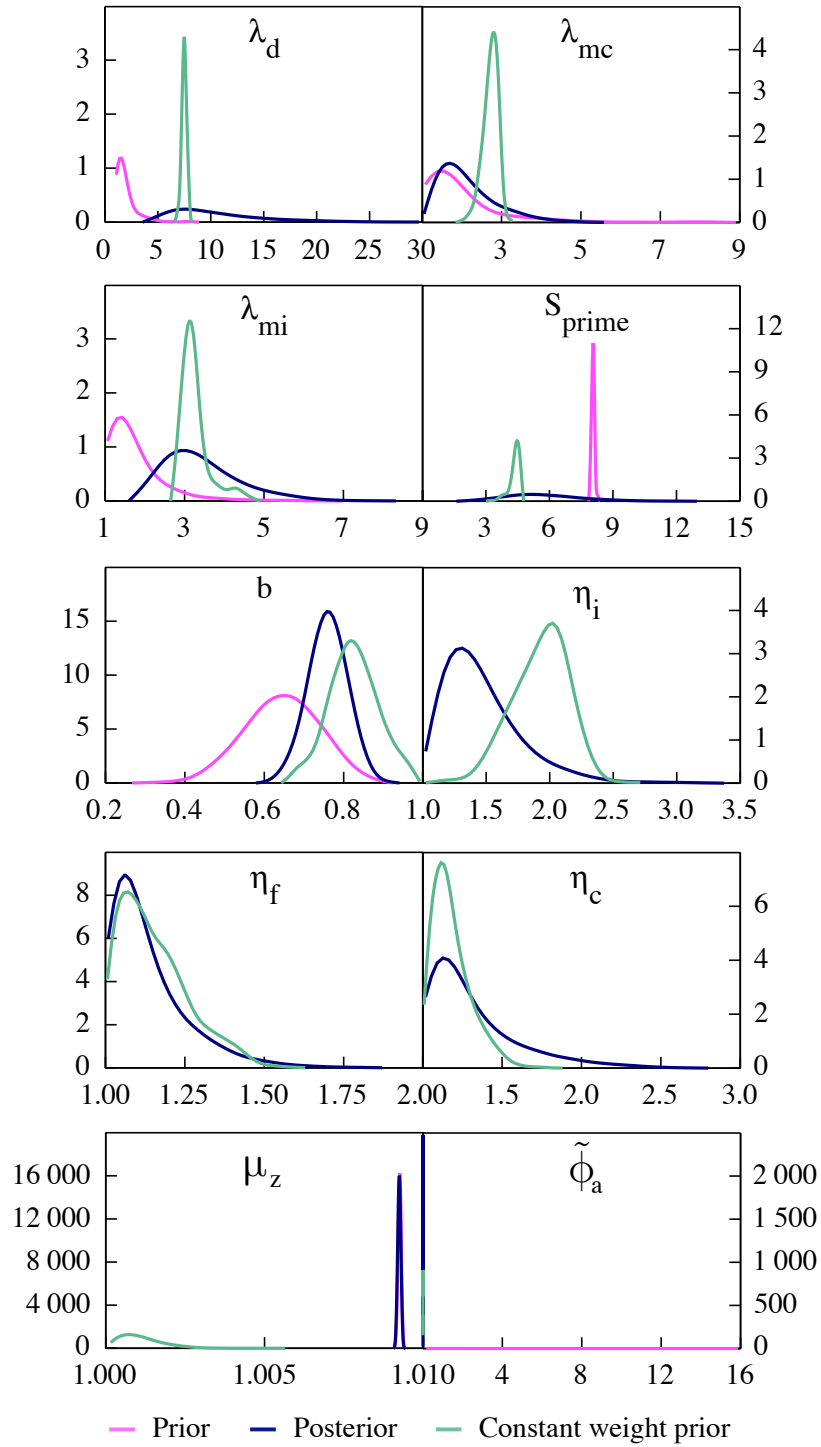 λd λmc
4
3
3
2
2
1
1
0 0
0 5 10 15 20 25 30 3 5 7 9
λmi Sprime
12
3
9
2
6
1
3
0 0
1 3 5 7 9 3 6 9 12 15
b ηi
4
15
3
10
2
5
1
0 0
0.2 0.4 0.6 0.8 1.0 1.5 2.0 2.5 3.0 3.5
ηf ηc
8
6
6
4
4
2
2
0 0
1.00 1.25 1.50 1.75 2.00 1.5 2.0 2.5 3.0
μz ϕ̃a
16 000 2 000
12 000 1 500
8 000 1 000
4 000 500
0 0
1.000 1.005 1.010 4 8 12 16
Prior Posterior Constant weight prior